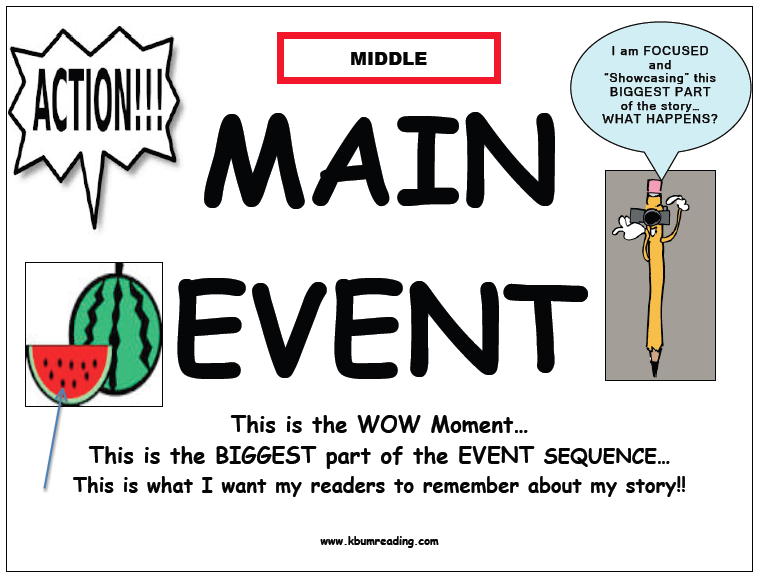 MIDDLE
ACTION!!!
I am FOCUSED
and
"Showcasing" this
BIGGEST PART
of the story...
WHAT HAPPENS?
MAIN
EVENT
This is the WOW Moment...
This is the BIGGEST part of the EVENT SEQUENCE...
This is what I want my readers to remember about my story!!
www.kbumreading.com